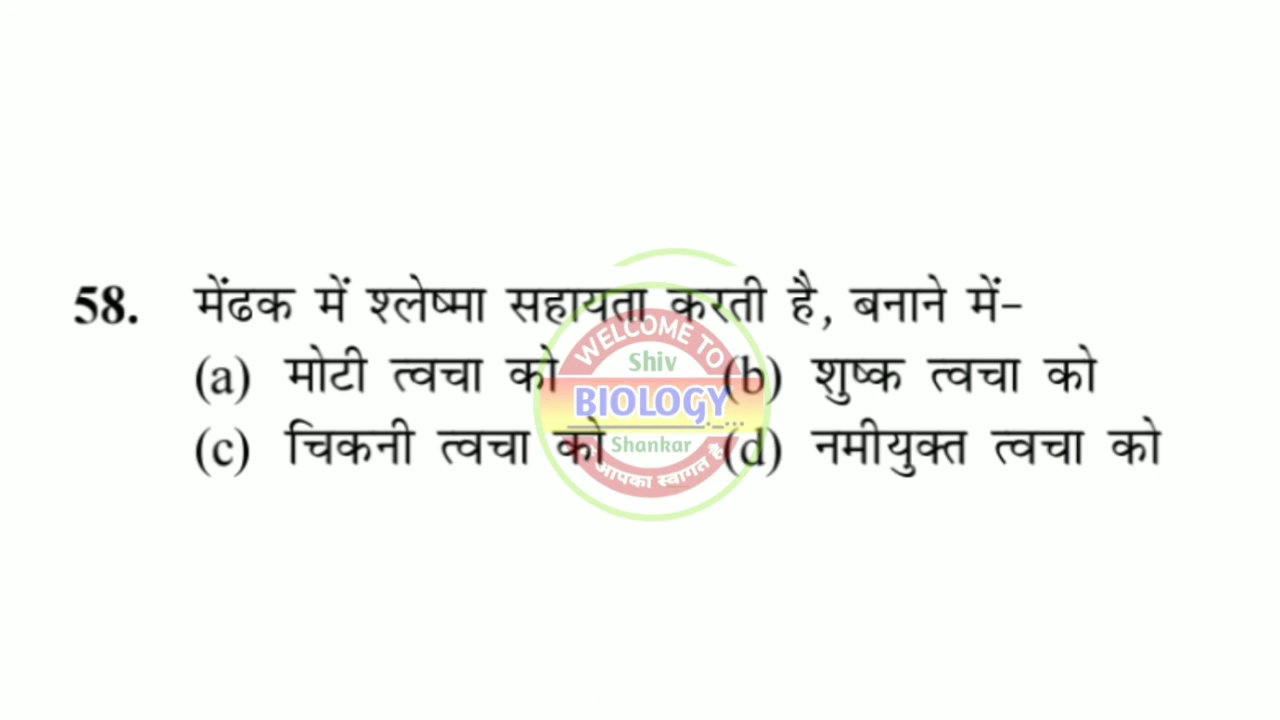 58. मेंढक में श्लेष्मा सहायता करती है, बनाने में-
(a) मोटी त्वचा को (b) शुष्क त्वचा को
(c) चिकनी त्वचा को (d) नमीयुक्त त्वचा को
WELCOME TO
Shiv
BIOLOGY
Shankar
आपका स्वागत है